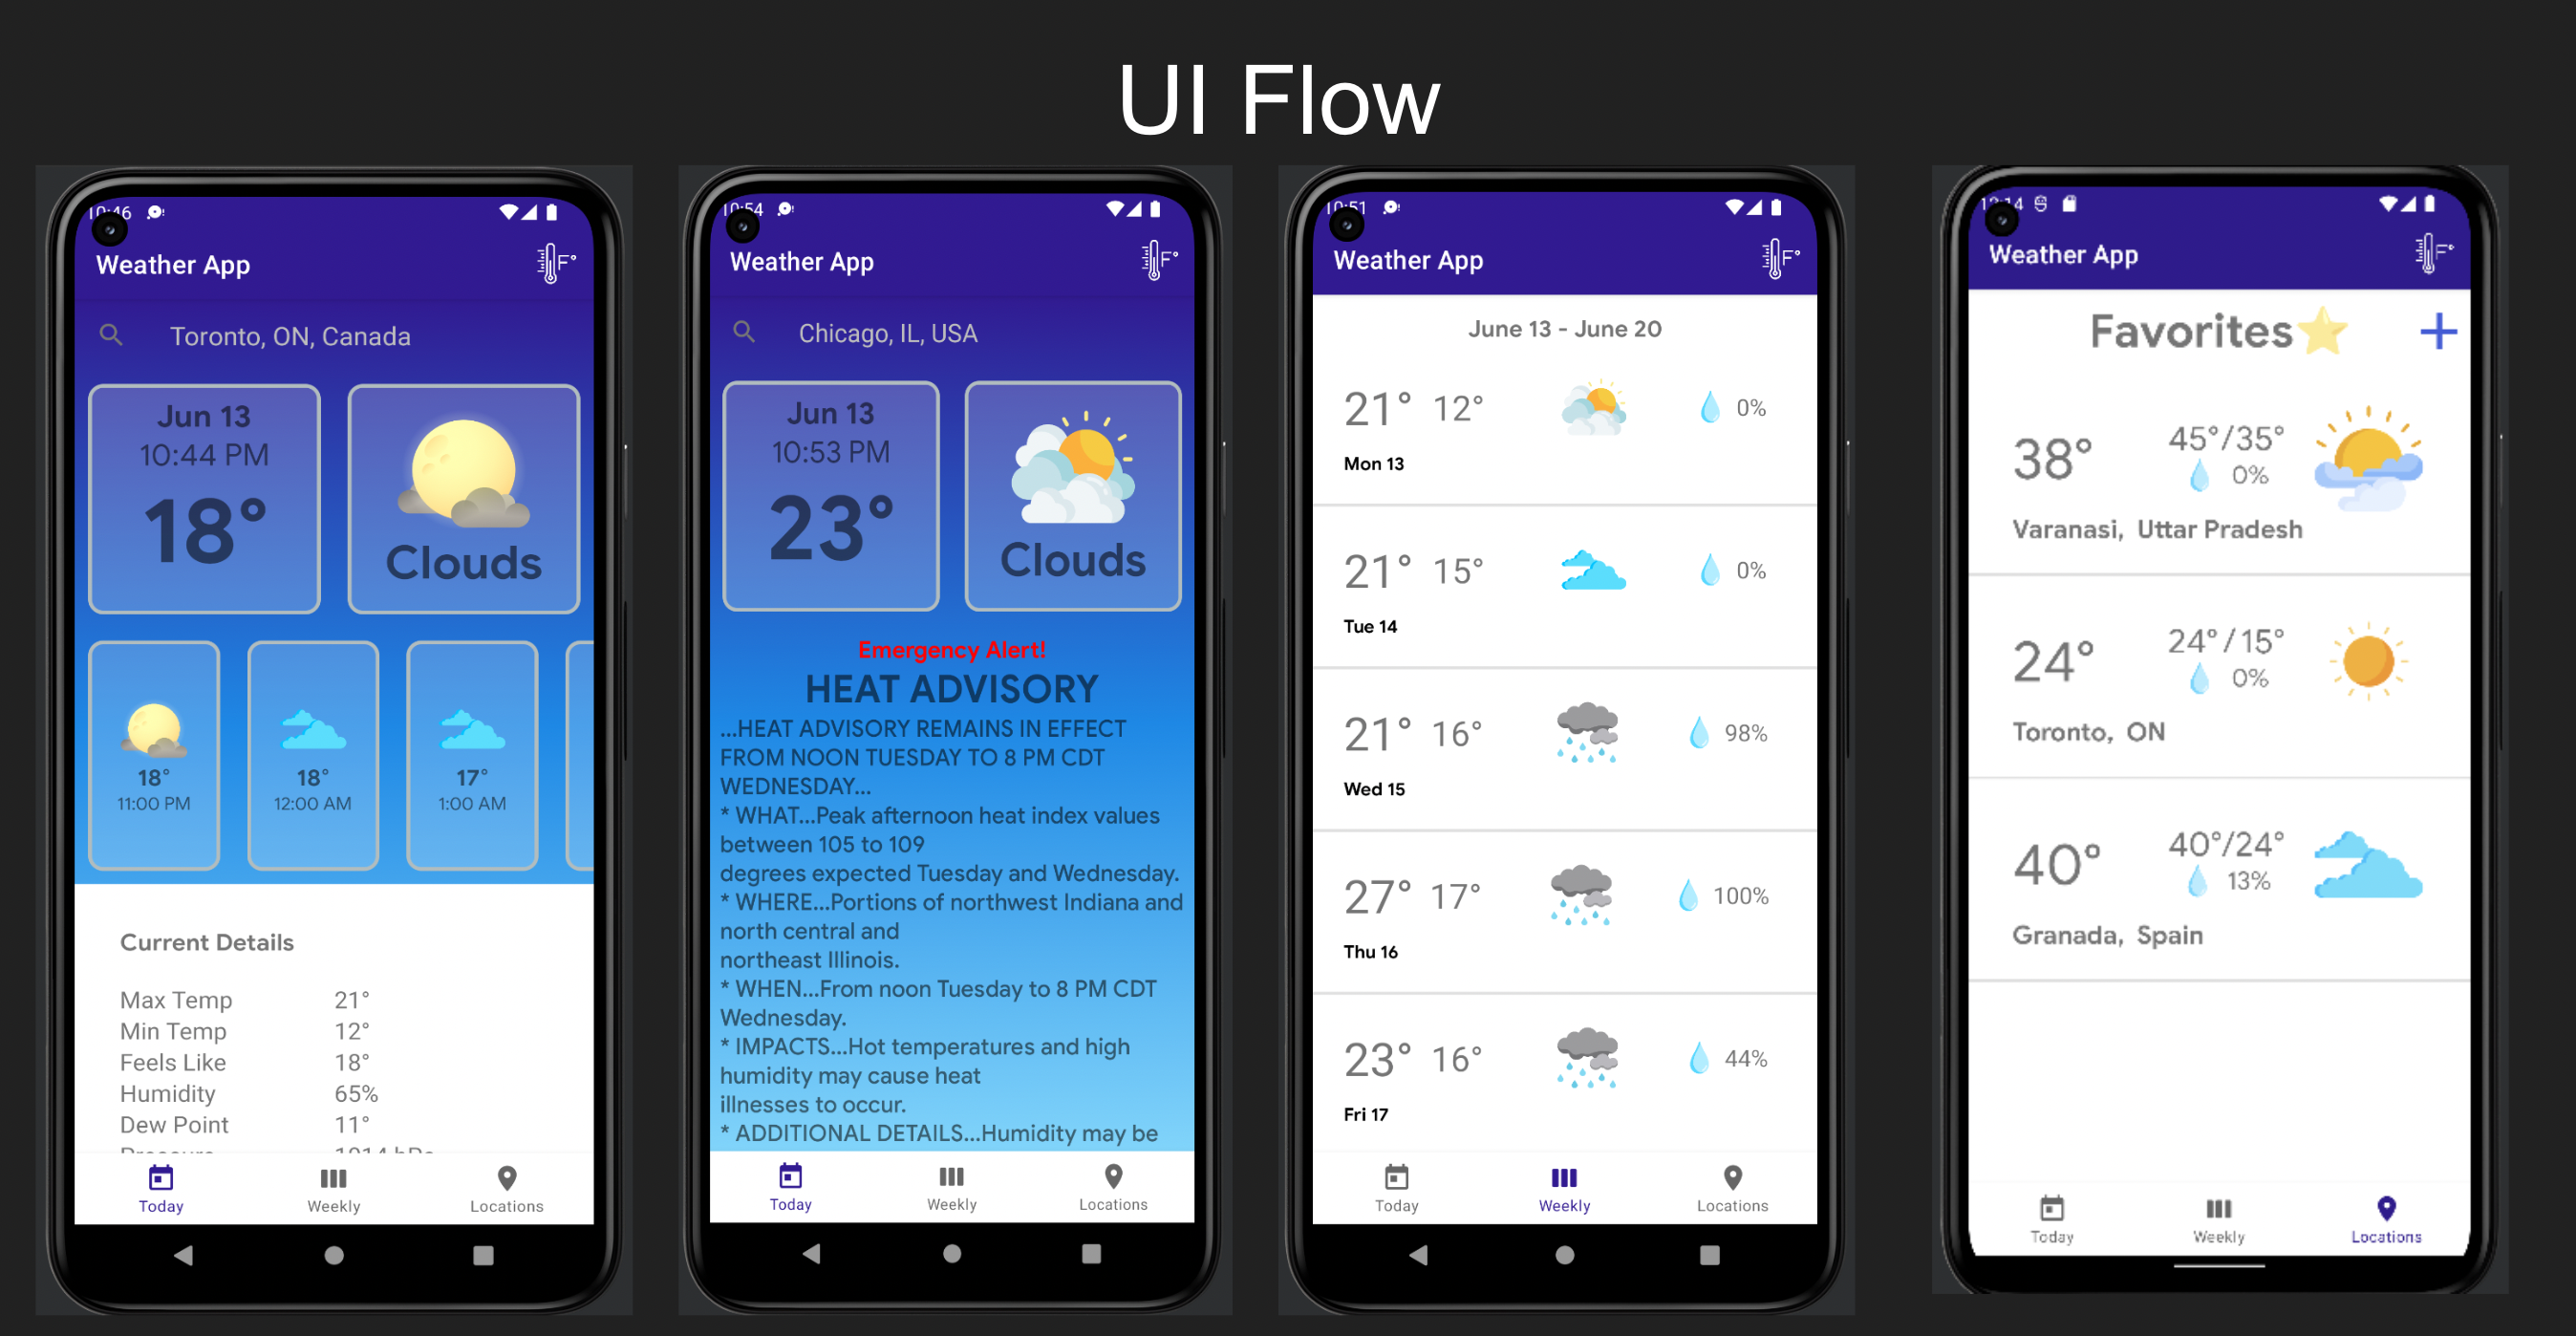 UI Flow
10:46
Weather App
F°
Toronto, ON, Canada
Jun 13
10:44 PM
18°
Clouds
18°
11:00 PM
18°
12:00 AM
17°
1:00 AM
Current Details
Max Temp 21°
Min Temp 12°
Feels Like 18°
Humidity 65%
Dew Point 11°
Pressure 1014 hPa
Today
Weekly
Locations
10:54
Weather App
F°
Chicago, IL, USA
Jun 13
10:53 PM
23°
Clouds
Emergency Alert!
HEAT ADVISORY
...HEAT ADVISORY REMAINS IN EFFECT
FROM NOON TUESDAY TO 8 PM CDT
WEDNESDAY...
* WHAT...Peak afternoon heat index values
between 105 to 109
degrees expected Tuesday and Wednesday.
* WHERE...Portions of northwest Indiana and
north central and
northeast Illinois.
* WHEN...From noon Tuesday to 8 PM CDT
Wednesday.
* IMPACTS...Hot temperatures and high
humidity may cause heat
illnesses to occur.
* ADDITIONAL DETAILS...Humidity may be
Today
Weekly
Locations
10:51
Weather App
F°
June 13 - June 20
21° 12° 0%
Mon 13
21° 15° 0%
Tue 14
21° 16° 98%
Wed 15
27° 17° 100%
Thu 16
23° 16° 44%
Fri 17
Today
Weekly
Locations
Weather App
F°
Favorites
38° 45°/35°
0%
Varanasi, Uttar Pradesh
24° 24°/15°
0%
Toronto, ON
40° 40°/24°
13%
Granada, Spain
Today
Weekly
Locations